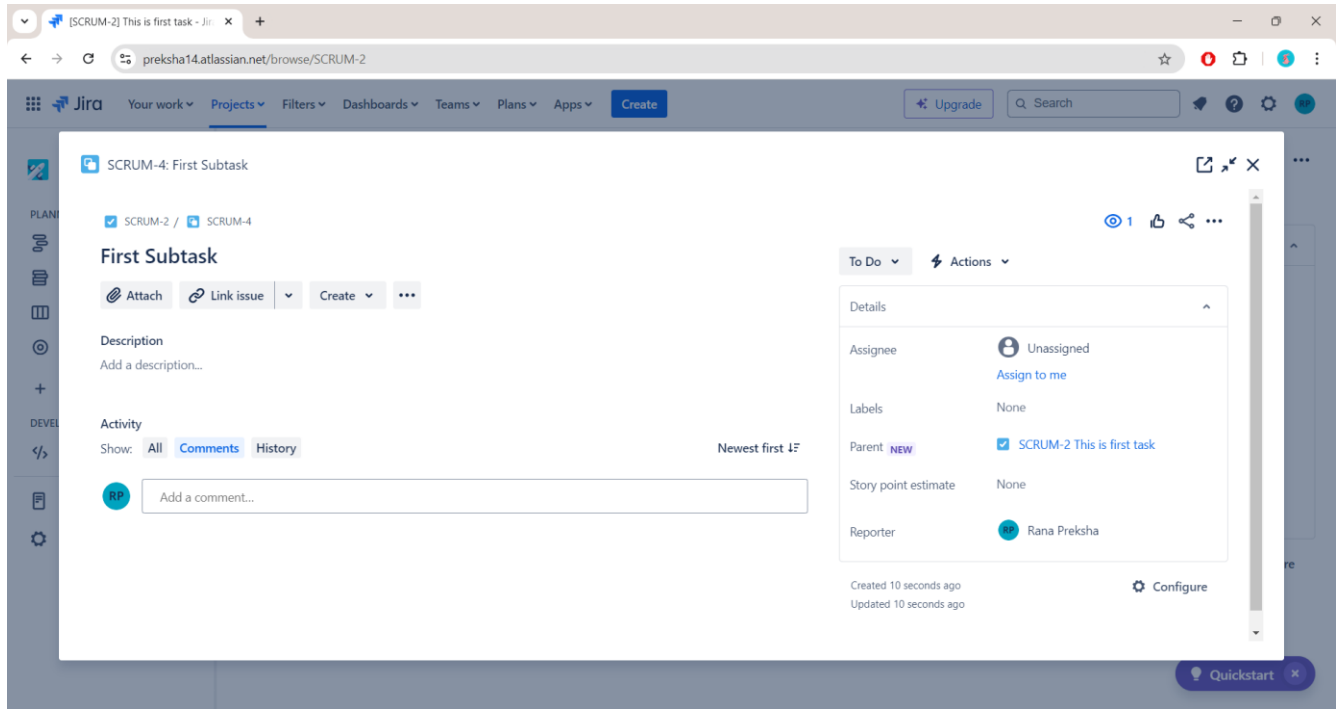 [SCRUM-2] This is first task - Jir
preksha14.atlassian.net/browse/SCRUM-2
Jira Your work Projects Filters Dashboards Teams Plans Apps Create Upgrade Search RP
SCRUM-4: First Subtask
PLANN
SCRUM-2 / SCRUM-4 1
First Subtask
To Do Actions
Attach Link issue Create
Details
Description
Add a description...
Assignee Unassigned
Assign to me
Labels None
DEVEL
Activity
Show: All Comments History Newest first
Parent NEW SCRUM-2 This is first task
Story point estimate None
RP Add a comment...
Reporter RP Rana Preksha
re
Created 10 seconds ago Configure
Updated 10 seconds ago
Quickstart